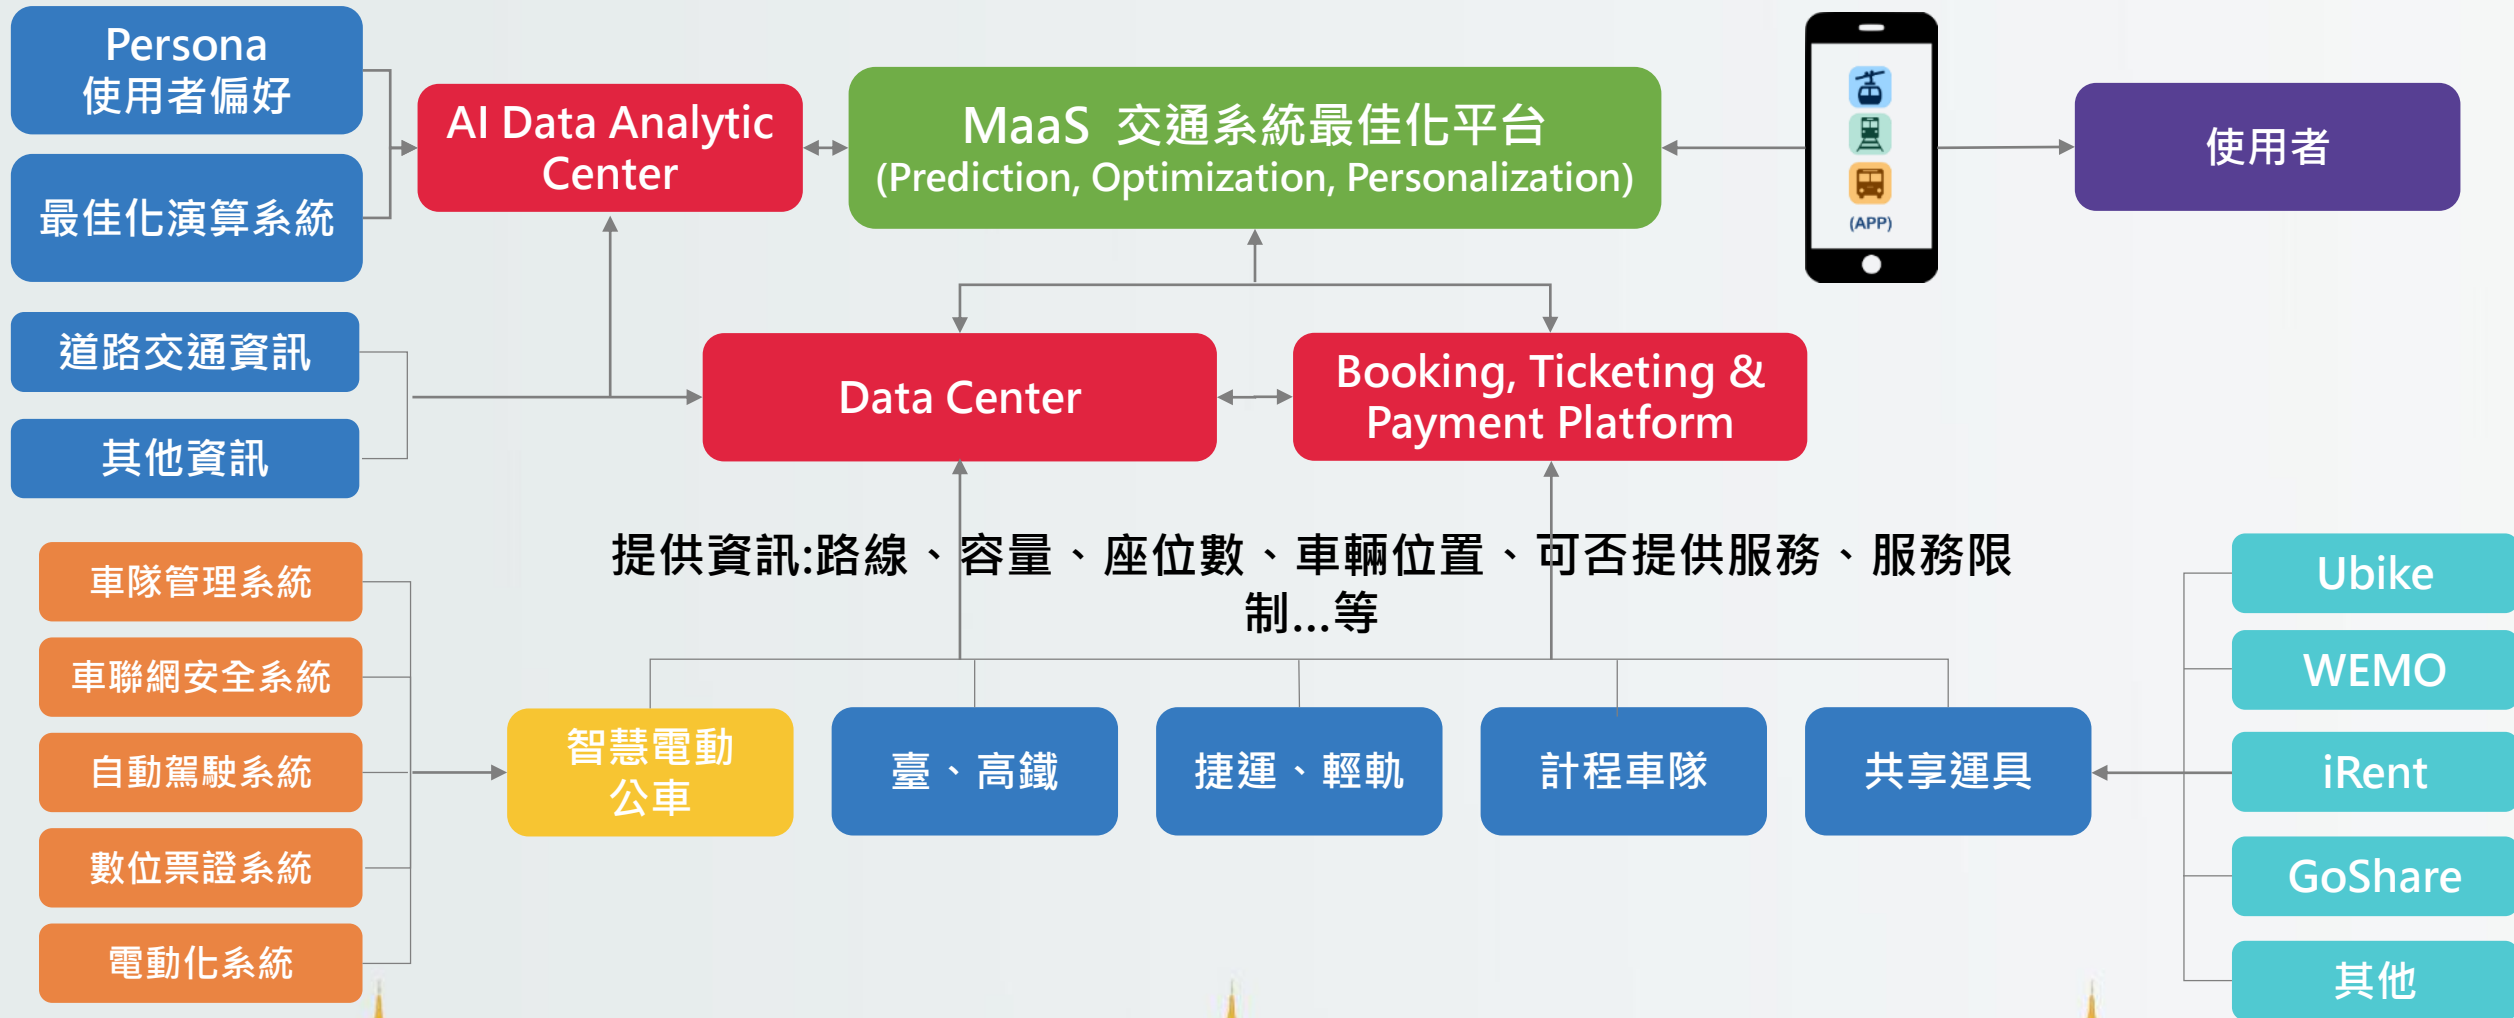 Persona
使用者偏好
AI Data Analytic
Center
MaaS 交通系統最佳化平台
(Prediction, Optimization, Personalization)
(APP)
使用者
最佳化演算系統
道路交通資訊
其他資訊
Data Center
Booking, Ticketing &
Payment Platform
提供資訊:路線、容量、座位數、車輛位置、可否提供服務、服務限
制...等
車隊管理系統
車聯網安全系統
自動駕駛系統
數位票證系統
電動化系統
智慧電動
公車
臺、高鐵
捷運、輕軌
計程車隊
共享運具
Ubike
WEMO
iRent
GoShare
其他